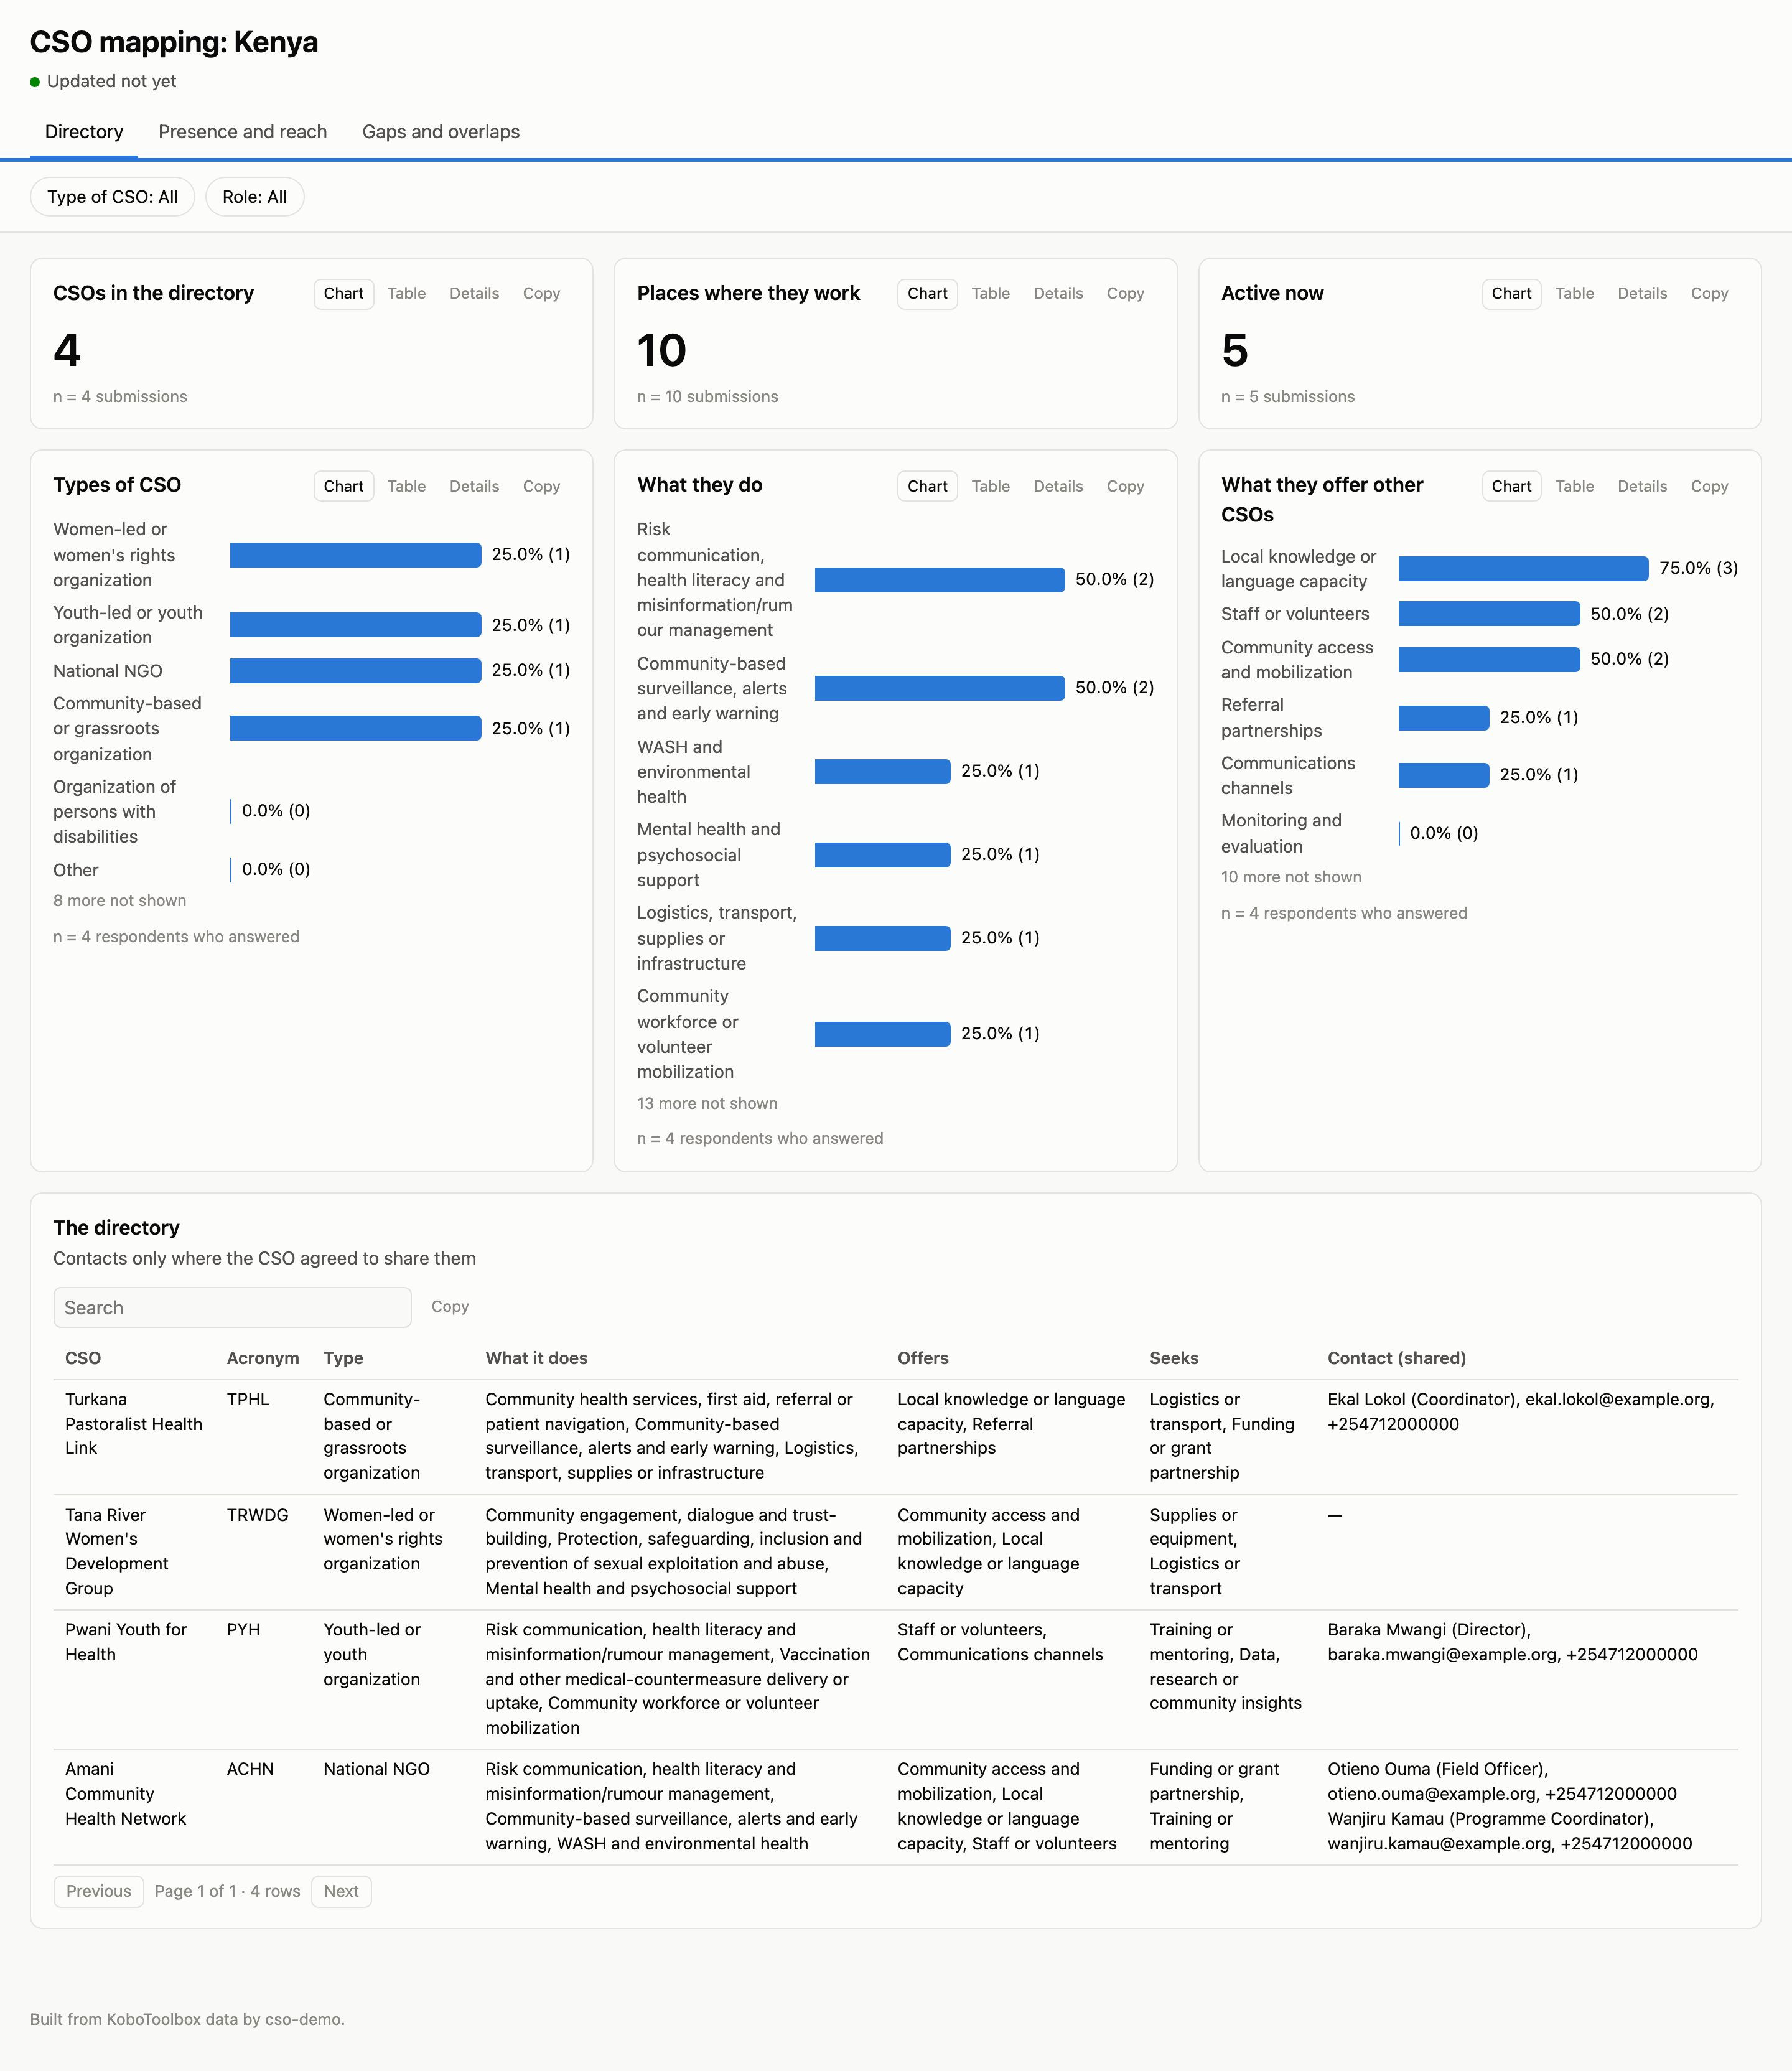 CSO mapping: Kenya
Updated not yet
Directory Presence and reach Gaps and overlaps
Type of CSO: All Role: All
CSOs in the directory Chart Table Details Copy
4
n = 4 submissions
Places where they work Chart Table Details Copy
10
n = 10 submissions
Active now Chart Table Details Copy
5
n = 5 submissions
Types of CSO Chart Table Details Copy
Women-led or
women's rights
organization
25.0% (1)
Youth-led or youth
organization
25.0% (1)
National NGO 25.0% (1)
Community-based
or grassroots
organization
25.0% (1)
Organization of
persons with
disabilities
0.0% (0)
Other 0.0% (0)
8 more not shown
n = 4 respondents who answered
What they do Chart Table Details Copy
Risk
communication,
health literacy and
misinformation/rum
our management
50.0% (2)
Community-based
surveillance, alerts
and early warning
50.0% (2)
WASH and
environmental
health
25.0% (1)
Mental health and
psychosocial
support
25.0% (1)
Logistics, transport,
supplies or
infrastructure
25.0% (1)
Community
workforce or
volunteer
mobilization
25.0% (1)
13 more not shown
n = 4 respondents who answered
What they offer other
CSOs
Chart Table Details Copy
Local knowledge or
language capacity
75.0% (3)
Staff or volunteers 50.0% (2)
Community access
and mobilization
50.0% (2)
Referral
partnerships
25.0% (1)
Communications
channels
25.0% (1)
Monitoring and
evaluation
0.0% (0)
10 more not shown
n = 4 respondents who answered
The directory
Contacts only where the CSO agreed to share them
Search Copy
CSO Acronym Type What it does Offers Seeks Contact (shared)
Turkana
Pastoralist Health
Link
TPHL
Community-
based or
grassroots
organization
Community health services, first aid, referral or
patient navigation, Community-based
surveillance, alerts and early warning, Logistics,
transport, supplies or infrastructure
Local knowledge or language
capacity, Referral
partnerships
Logistics or
transport, Funding
or grant
partnership
Ekal Lokol (Coordinator), ekal.lokol@example.org,
+254712000000
Tana River
Women's
Development
Group
TRWDG
Women-led or
women's rights
organization
Community engagement, dialogue and trust-
building, Protection, safeguarding, inclusion and
prevention of sexual exploitation and abuse,
Mental health and psychosocial support
Community access and
mobilization, Local
knowledge or language
capacity
Supplies or
equipment,
Logistics or
transport
—
Pwani Youth for
Health
PYH
Youth-led or
youth
organization
Risk communication, health literacy and
misinformation/rumour management, Vaccination
and other medical-countermeasure delivery or
uptake, Community workforce or volunteer
mobilization
Staff or volunteers,
Communications channels
Training or
mentoring, Data,
research or
community insights
Baraka Mwangi (Director),
baraka.mwangi@example.org, +254712000000
Amani
Community
Health Network
ACHN
National NGO
Risk communication, health literacy and
misinformation/rumour management,
Community-based surveillance, alerts and early
warning, WASH and environmental health
Community access and
mobilization, Local
knowledge or language
capacity, Staff or volunteers
Funding or grant
partnership,
Training or
mentoring
Otieno Ouma (Field Officer),
otieno.ouma@example.org, +254712000000
Wanjiru Kamau (Programme Coordinator),
wanjiru.kamau@example.org, +254712000000
Previous Page 1 of 1 · 4 rows Next
Built from KoboToolbox data by cso-demo.